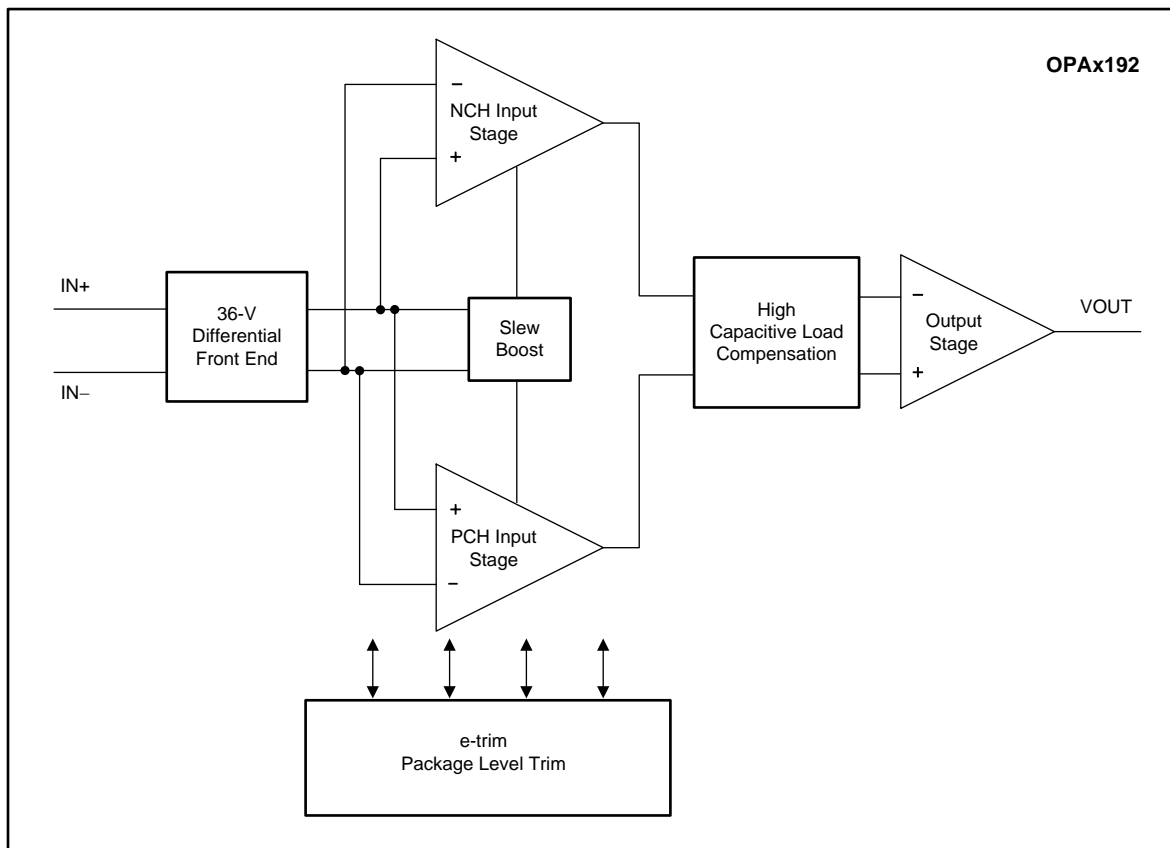 OPAx192
−
NCH Input
Stage
+
IN+
IN−
36-V
Differential
Front End
Slew
Boost
High
Capacitive Load
Compensation
−
Output
Stage
+
VOUT
+
PCH Input
Stage
−
e-trim
Package Level Trim